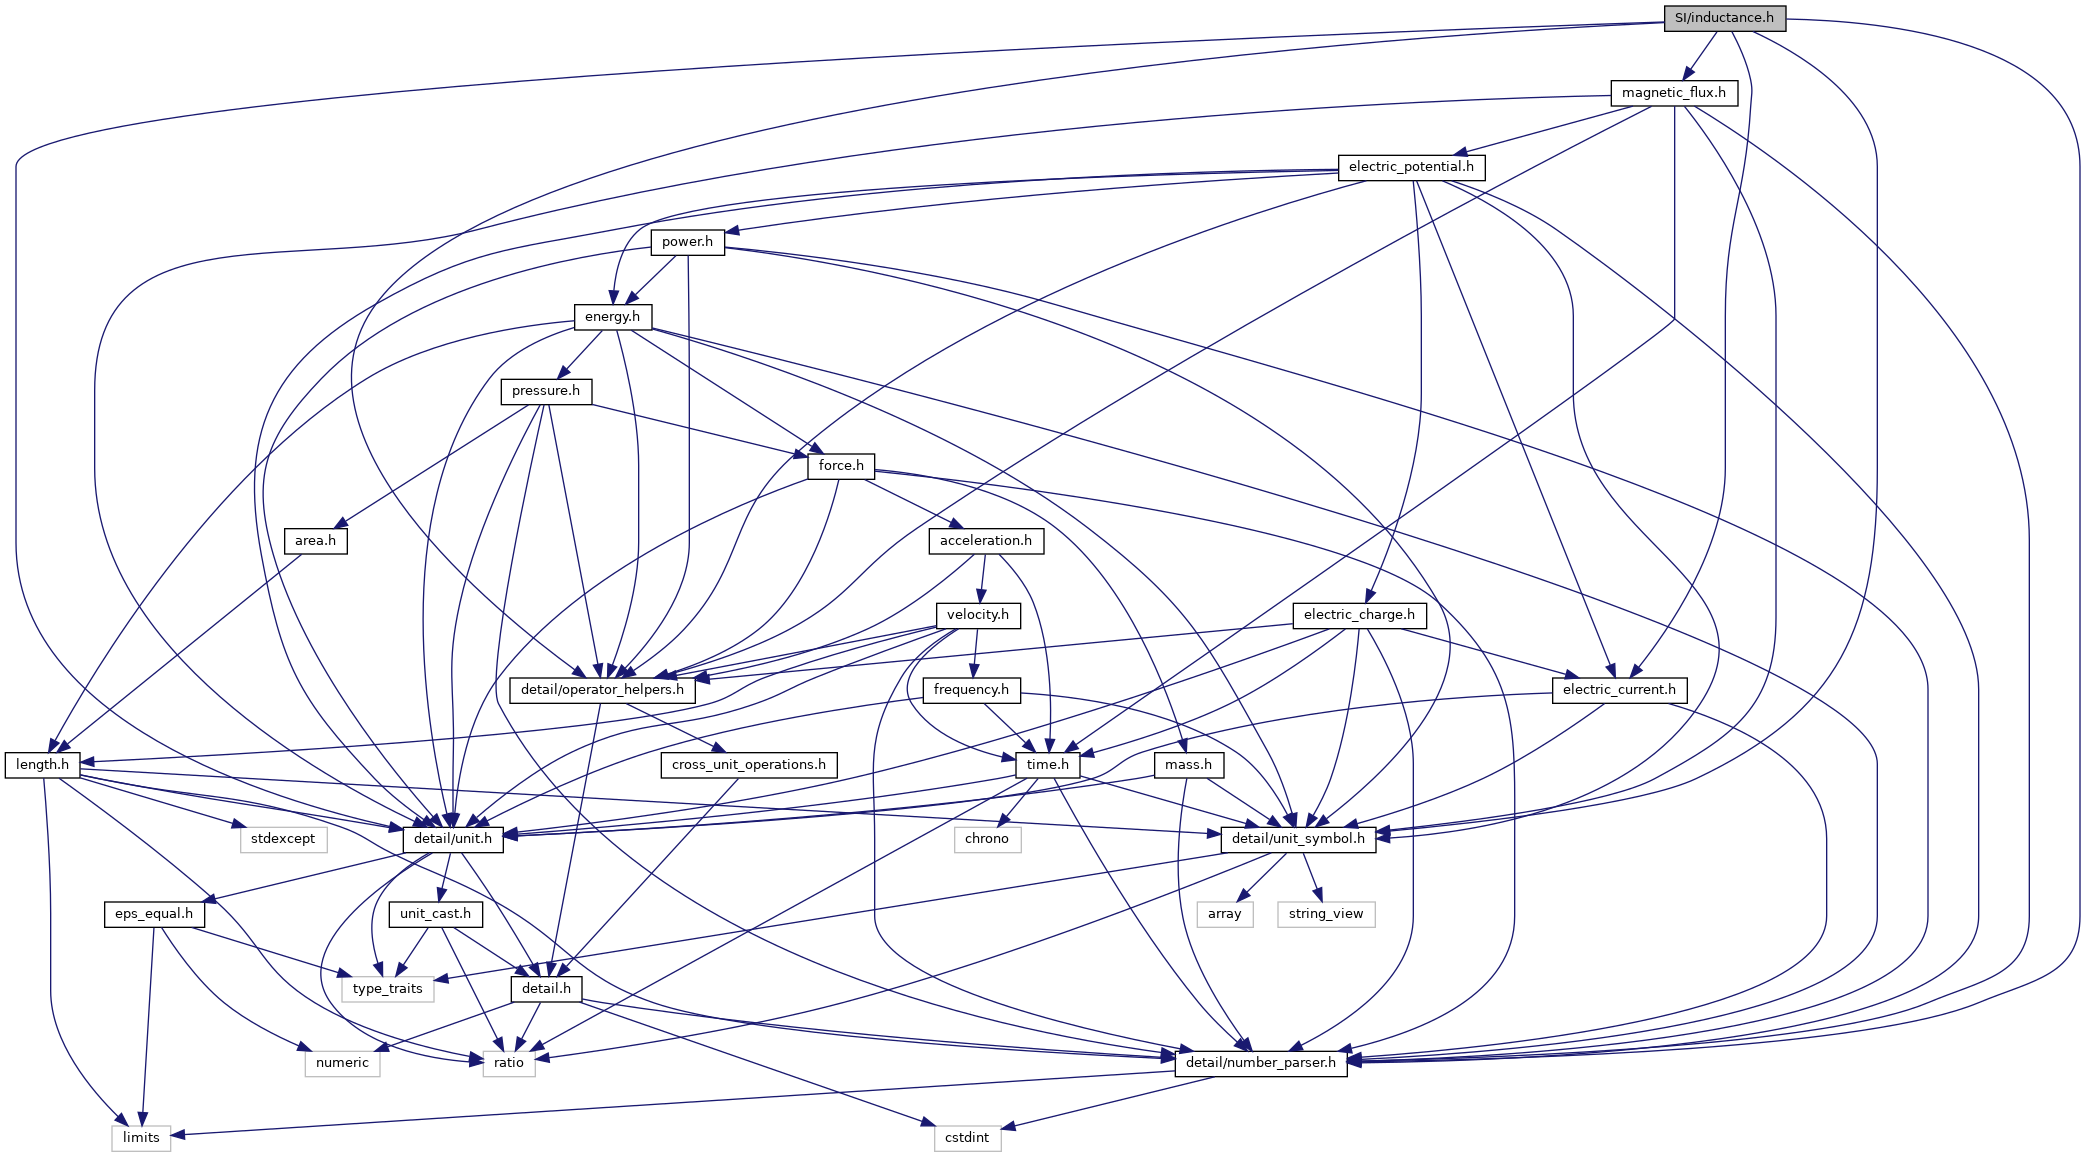 SI/inductance.h
magnetic_flux.h
electric_potential.h
power.h
energy.h
pressure.h
force.h
area.h
acceleration.h
velocity.h
electric_charge.h
detail/operator_helpers.h
frequency.h
electric_current.h
length.h
cross_unit_operations.h
time.h
mass.h
stdexcept
detail/unit.h
chrono
detail/unit_symbol.h
eps_equal.h
unit_cast.h
array
string_view
type_traits
detail.h
numeric
ratio
detail/number_parser.h
limits
cstdint